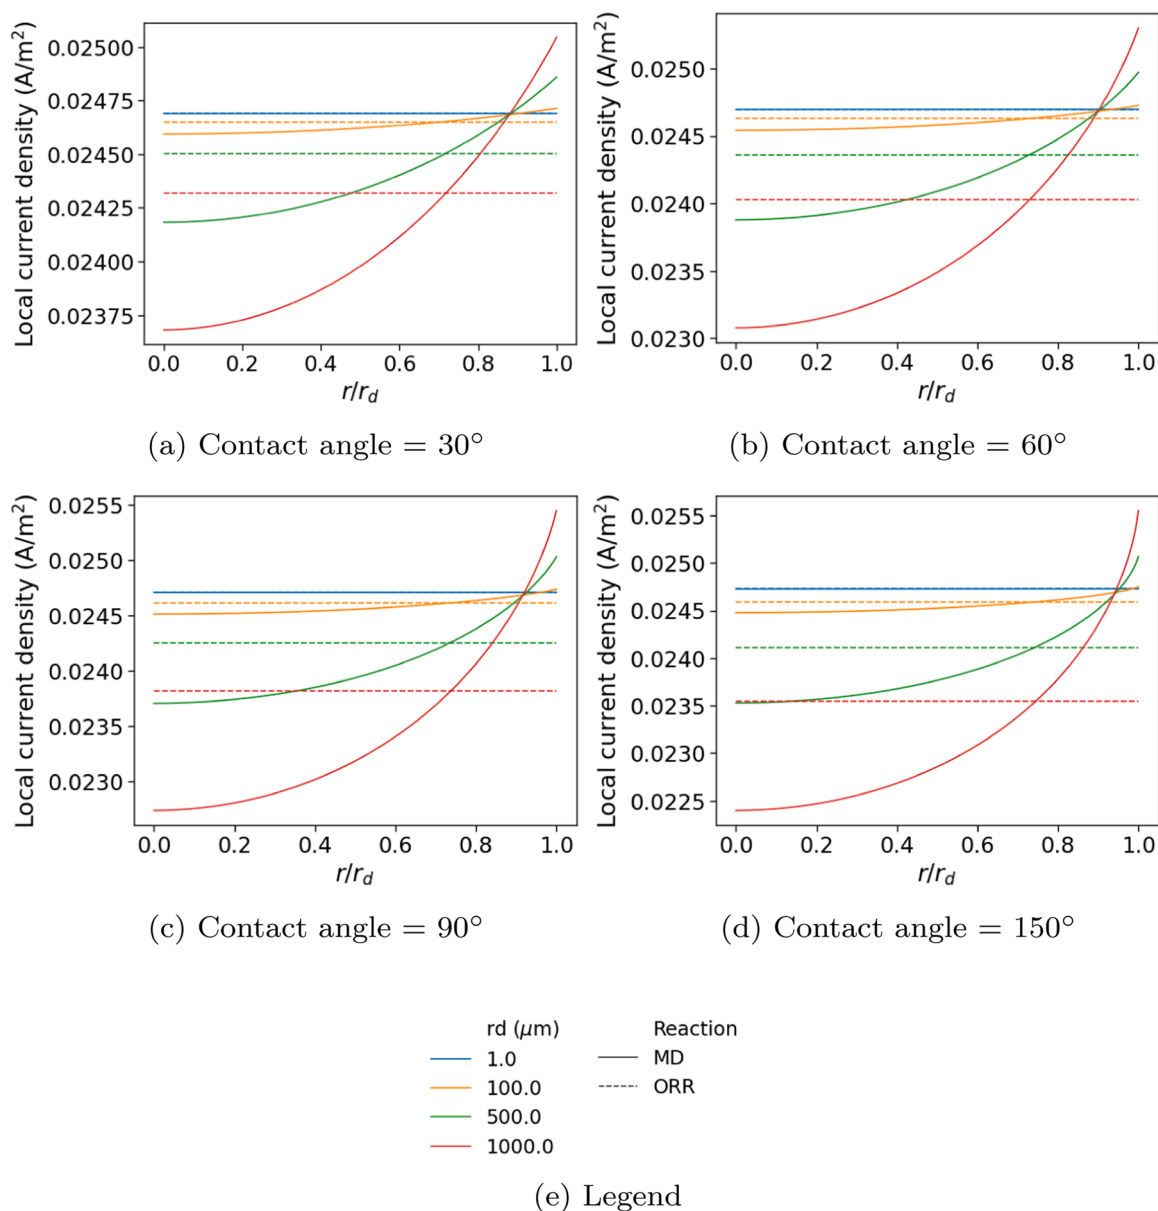 Local current density (A/m²)
0.02500
0.02475
0.02450
0.02425
0.02400
0.02375
0.0 0.2 0.4 0.6 0.8 1.0
r/r_d
(a) Contact angle = 30°
Local current density (A/m²)
0.0250
0.0245
0.0240
0.0235
0.0230
0.0 0.2 0.4 0.6 0.8 1.0
r/r_d
(b) Contact angle = 60°
Local current density (A/m²)
0.0255
0.0250
0.0245
0.0240
0.0235
0.0230
0.0 0.2 0.4 0.6 0.8 1.0
r/r_d
(c) Contact angle = 90°
Local current density (A/m²)
0.0255
0.0250
0.0245
0.0240
0.0235
0.0230
0.0225
0.0 0.2 0.4 0.6 0.8 1.0
r/r_d
(d) Contact angle = 150°
rd (μm)
1.0
100.0
500.0
1000.0
Reaction
MD
ORR
(e) Legend